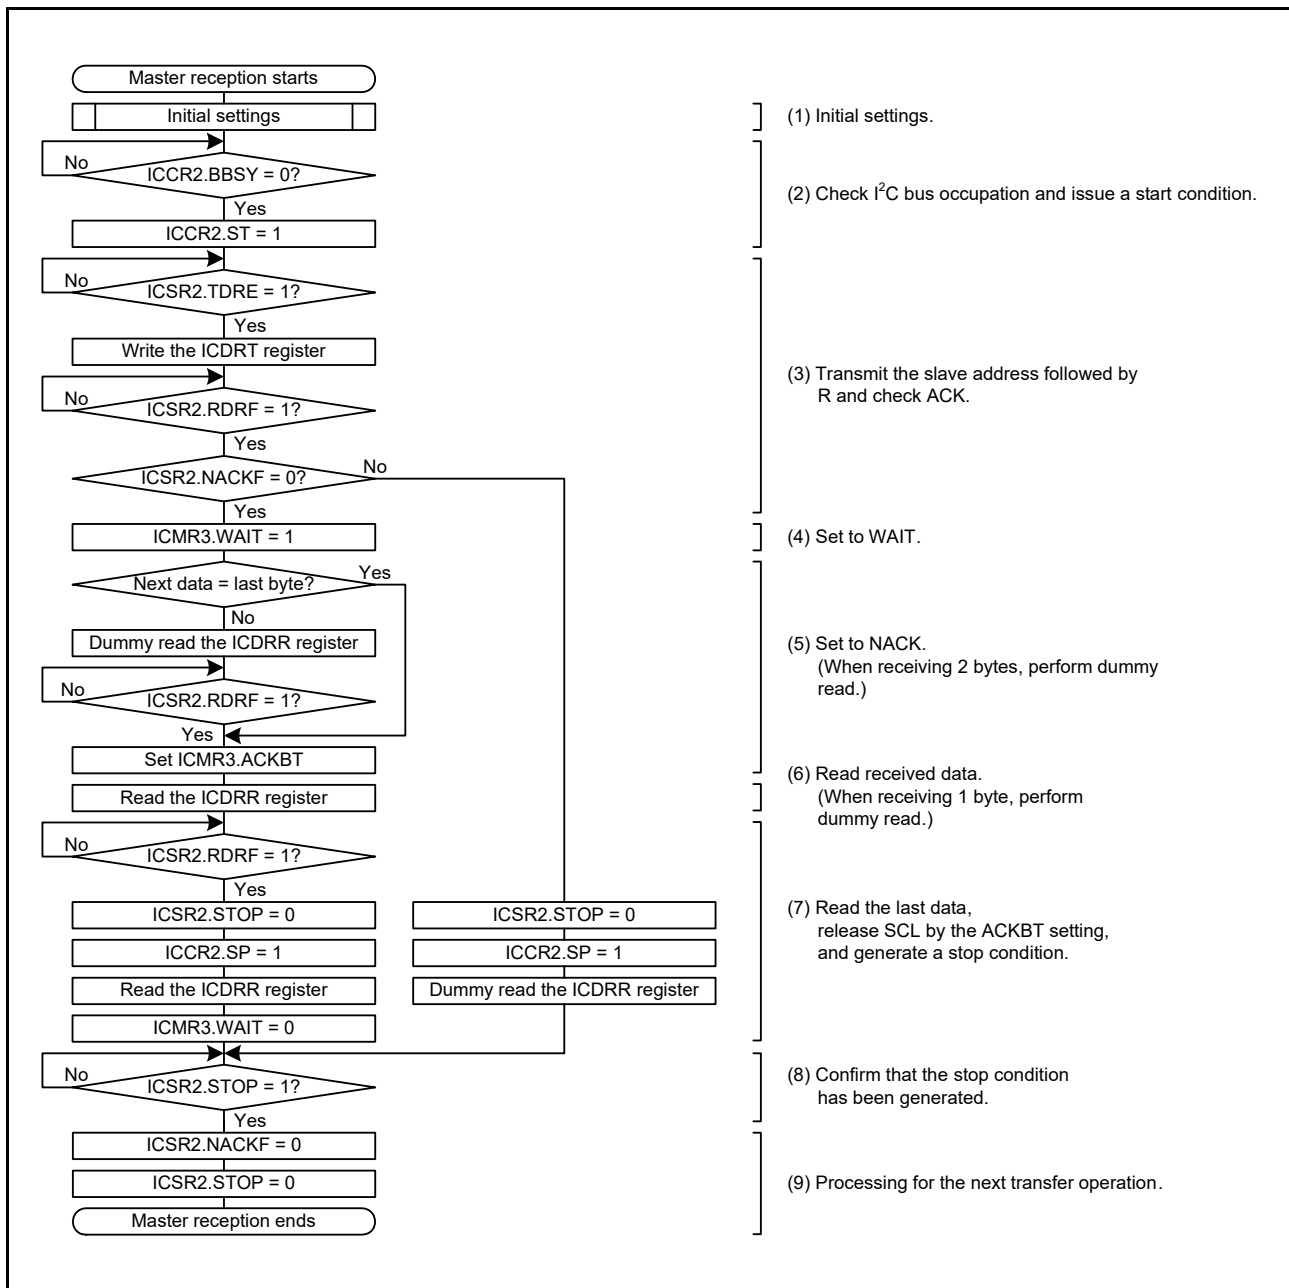 Master reception starts
Initial settings
(1) Initial settings.
No
ICCR2.BBSY = 0?
Yes
ICCR2.ST = 1
(2) Check I²C bus occupation and issue a start condition.
No
ICSR2.TDRE = 1?
Yes
Write the ICDRT register
No
ICSR2.RDRF = 1?
Yes
ICSR2.NACKF = 0?
No
Yes
(3) Transmit the slave address followed by
R and check ACK.
ICMR3.WAIT = 1
(4) Set to WAIT.
Next data = last byte?
Yes
No
Dummy read the ICDRR register
No
ICSR2.RDRF = 1?
Yes
Set ICMR3.ACKBT
(5) Set to NACK.
(When receiving 2 bytes, perform dummy
read.)
Read the ICDRR register
(6) Read received data.
(When receiving 1 byte, perform
dummy read.)
No
ICSR2.RDRF = 1?
Yes
ICSR2.STOP = 0
ICCR2.SP = 1
Read the ICDRR register
ICMR3.WAIT = 0
ICSR2.STOP = 0
ICCR2.SP = 1
Dummy read the ICDRR register
(7) Read the last data,
release SCL by the ACKBT setting,
and generate a stop condition.
No
ICSR2.STOP = 1?
Yes
(8) Confirm that the stop condition
has been generated.
ICSR2.NACKF = 0
ICSR2.STOP = 0
Master reception ends
(9) Processing for the next transfer operation.